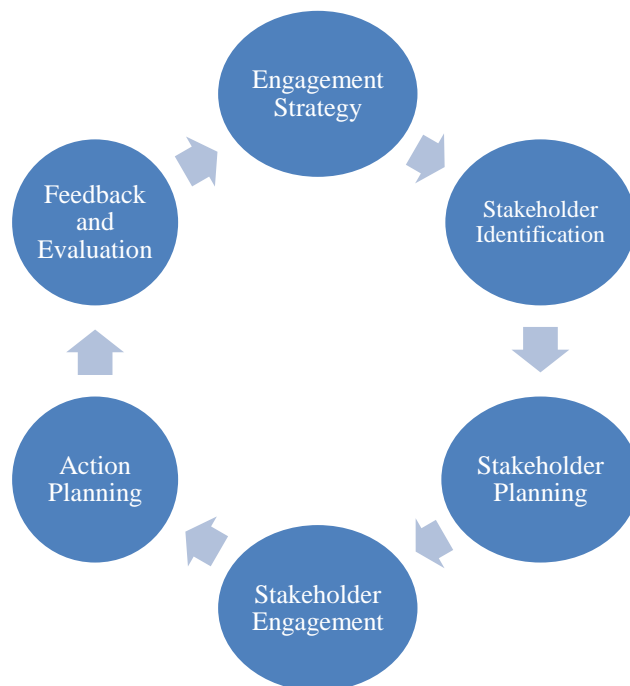 Engagement
Strategy
Stakeholder
Identification
Stakeholder
Planning
Stakeholder
Engagement
Action
Planning
Feedback
and
Evaluation